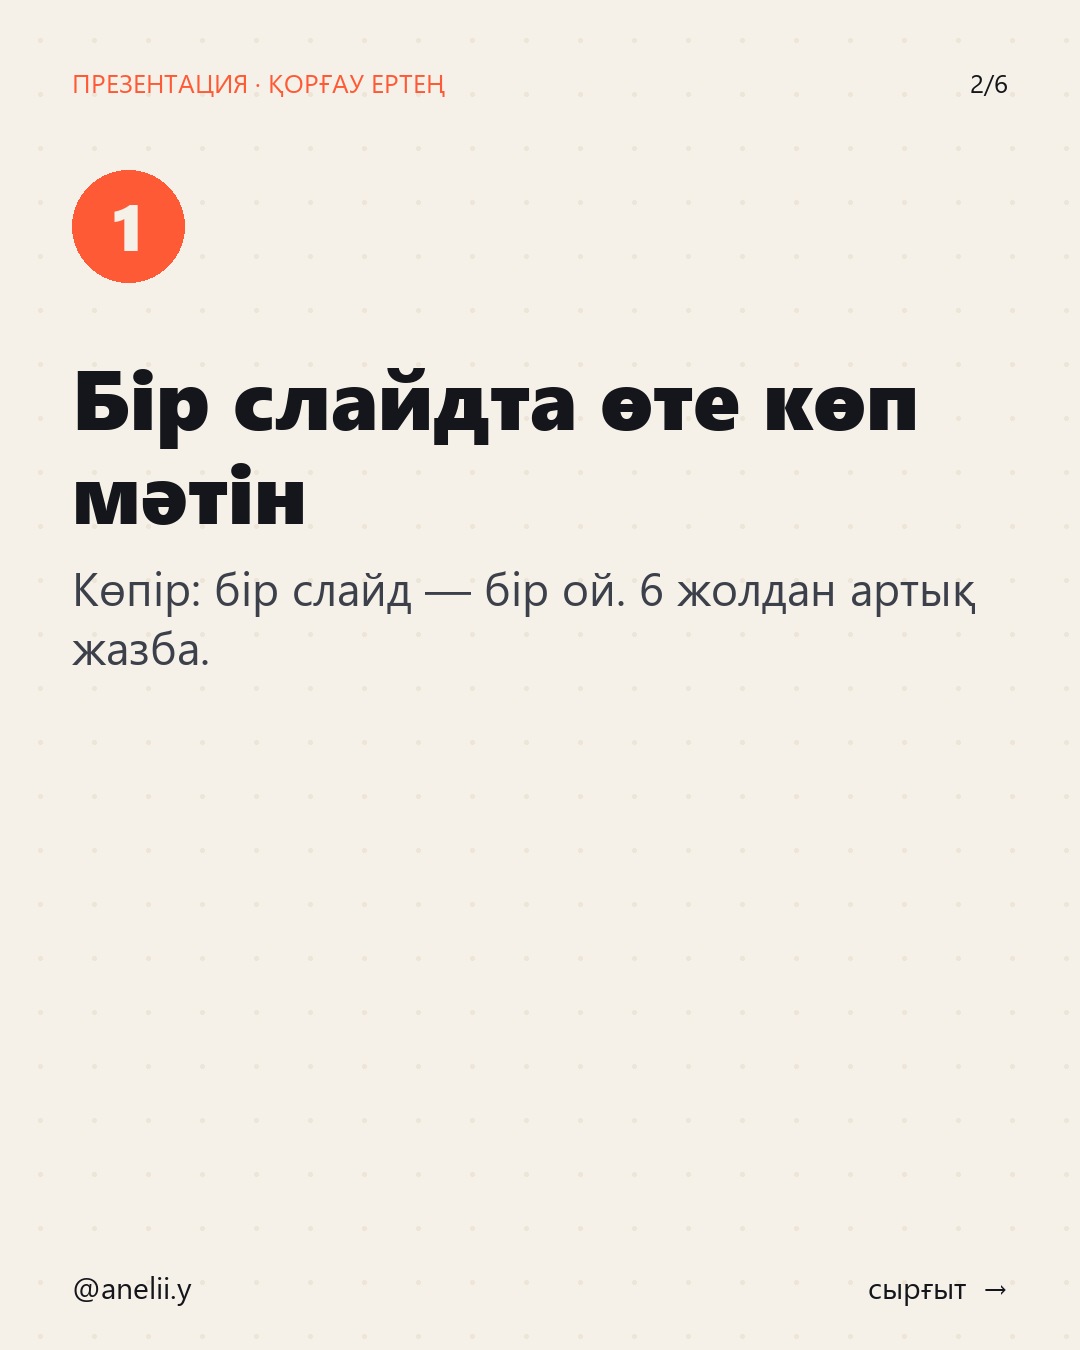 ПРЕЗЕНТАЦИЯ · ҚОРҒАУ ЕРТЕҢ
2/6
1
Бір слайдта өте көп
мәтін
Көпір: бір слайд — бір ой. 6 жолдан артық
жазба.
@anelii.y
сырғыт →